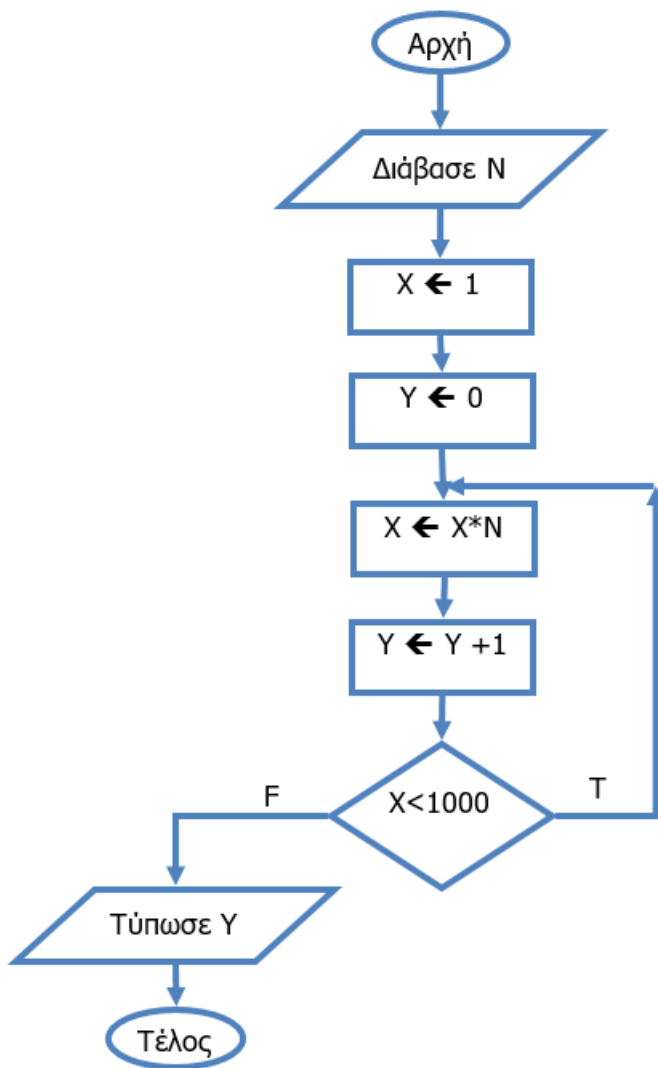 Αρχή
Διάβασε Ν
Χ 🡸 1
Υ 🡸 0
Χ 🡸 Χ*Ν
Υ 🡸 Υ +1
Χ<1000
F
T
Τύπωσε Υ
Τέλος